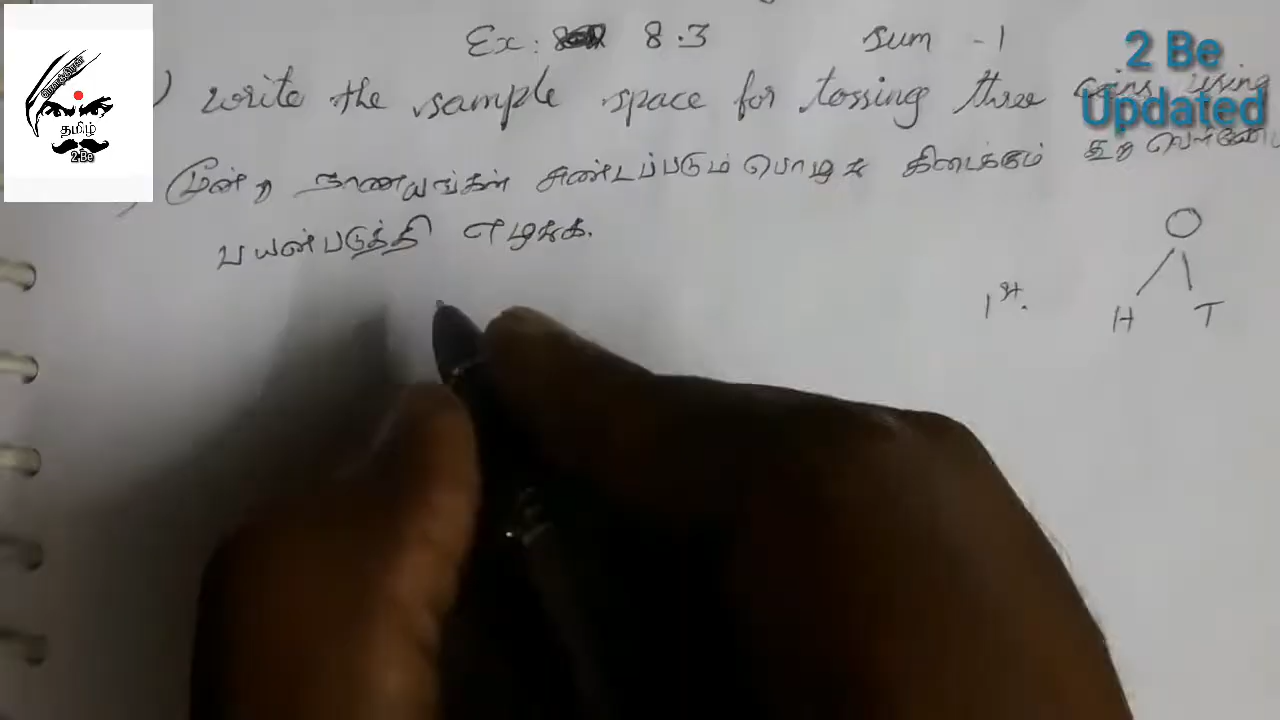 Ex: 8.3 Sum - 1
) write the sample space for tossing three coins using
மூன்று நாணயங்கள் சுண்டப்படும் பொழுது கிடைக்கும் கூறு
பயன்படுத்தி எழுதுக.
1st.
H T
தமிழ்
2 Be
2 Be
Updated